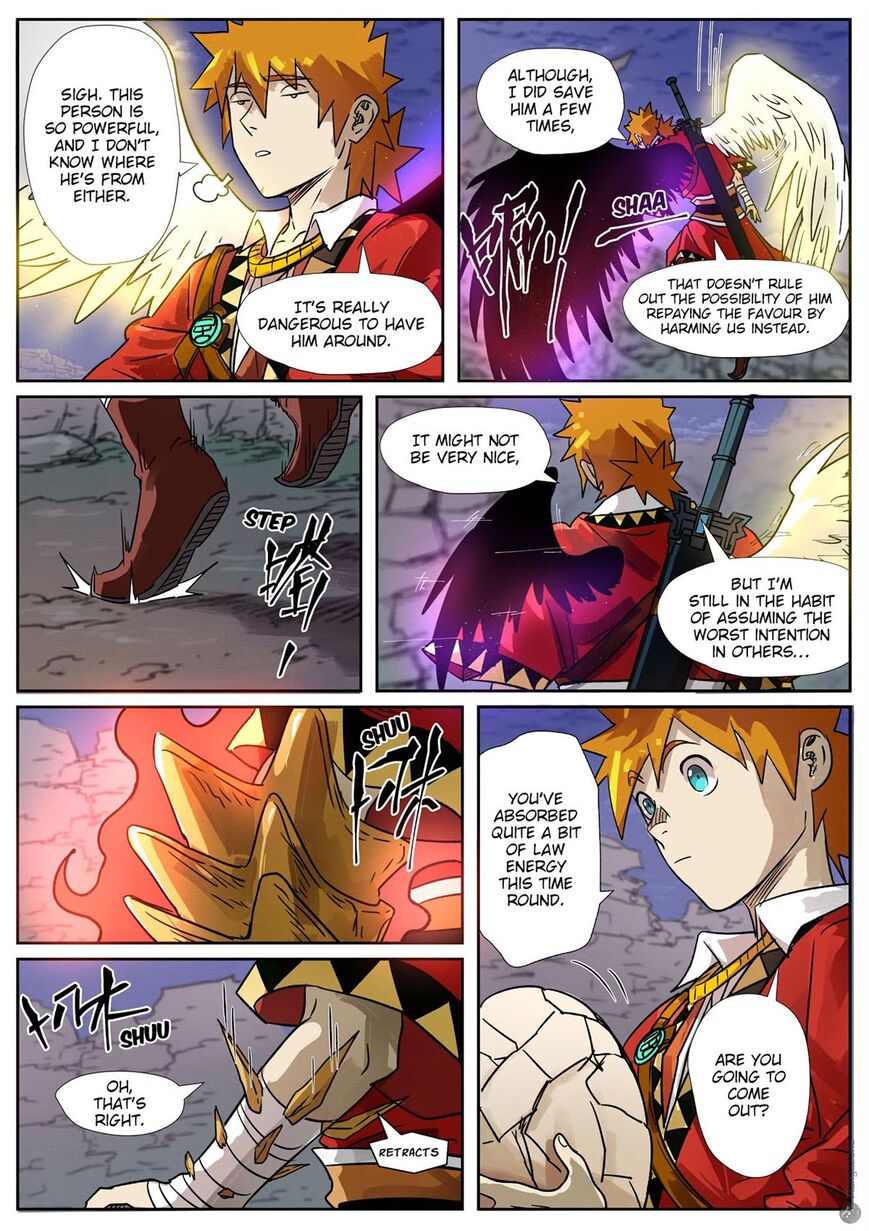 SIGH. THIS
PERSON IS
SO POWERFUL,
AND I DON'T
KNOW WHERE
HE'S FROM
EITHER.
IT'S REALLY
DANGEROUS TO HAVE
HIM AROUND.
ALTHOUGH,
I DID SAVE
HIM A FEW
TIMES,
SHAA
THAT DOESN'T RULE
OUT THE POSSIBILITY OF HIM
REPAYING THE FAVOUR BY
HARMING US INSTEAD.
STEP
IT MIGHT NOT
BE VERY NICE,
BUT I'M
STILL IN THE HABIT
OF ASSUMING THE
WORST INTENTION
IN OTHERS...
SHUU
SHUU
OH,
THAT'S
RIGHT.
RETRACTS
YOU'VE
ABSORBED
QUITE A BIT
OF LAW
ENERGY
THIS TIME
ROUND.
ARE YOU
GOING TO
COME
OUT?